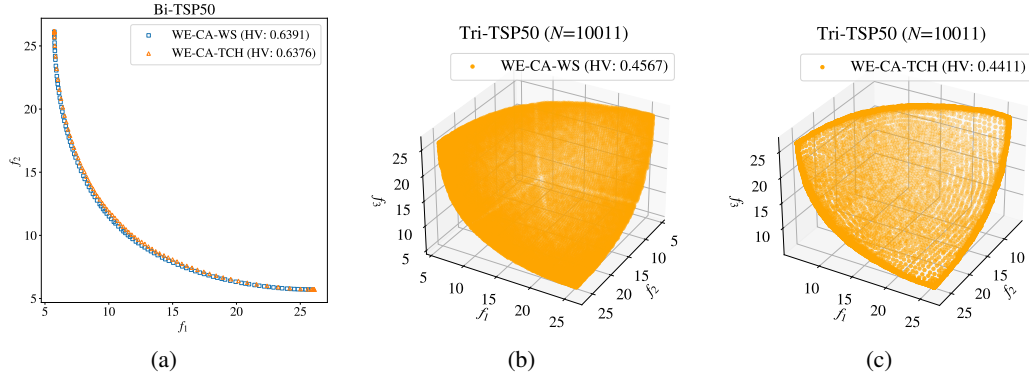 Bi-TSP50
WE-CA-WS (HV: 0.6391)
WE-CA-TCH (HV: 0.6376)
25
20
15
10
5
f2
5
10
15
20
25
f1
(a)
Tri-TSP50 (N=10011)
WE-CA-WS (HV: 0.4567)
25
20
15
10
5
f3
5
10
15
20
25
f1
5
10
15
20
25
f2
(b)
Tri-TSP50 (N=10011)
WE-CA-TCH (HV: 0.4411)
25
20
15
10
f3
10
15
20
25
f1
5
10
15
20
25
f2
(c)